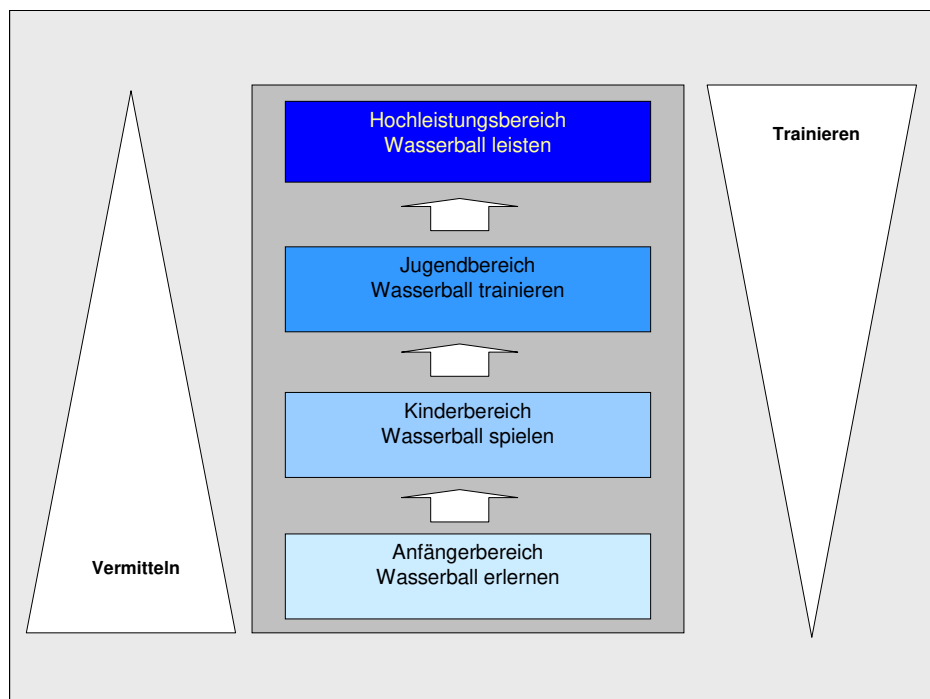 Hochleistungsbereich
Wasserball leisten
Trainieren
Jugendbereich
Wasserball trainieren
Kinderbereich
Wasserball spielen
Anfängerbereich
Wasserball erlernen
Vermitteln